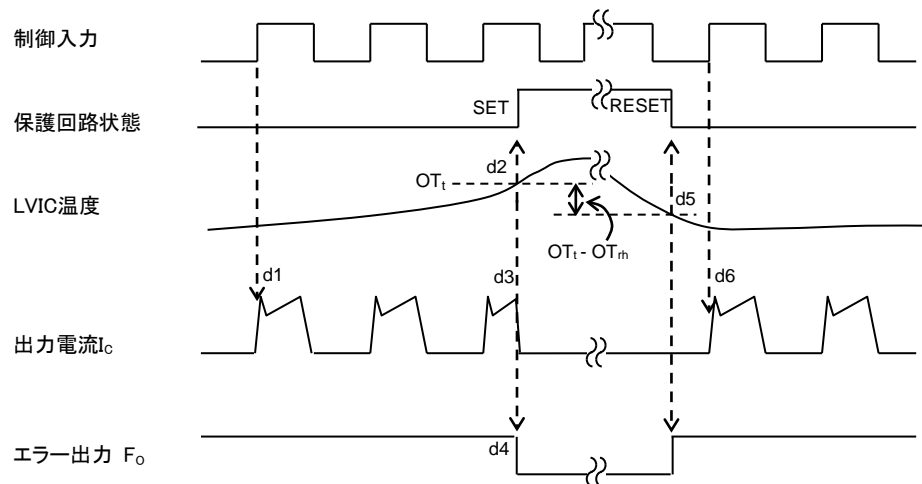 制御入力
SET
RESET
保護回路状態
d2
OTt
d5
LVIC温度
OTt - OTrh
d1
d3
d6
出力電流IC
d4
エラー出力 FO